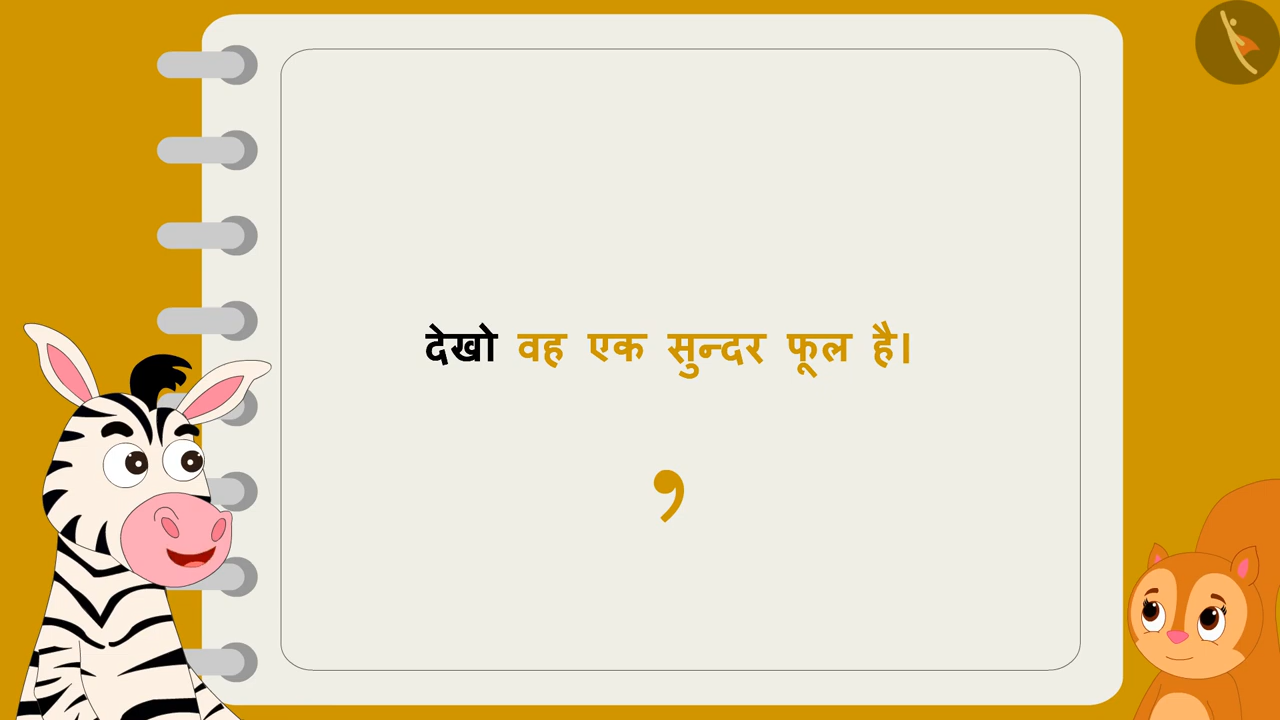 देखो वह एक सुन्दर फूल है।
,